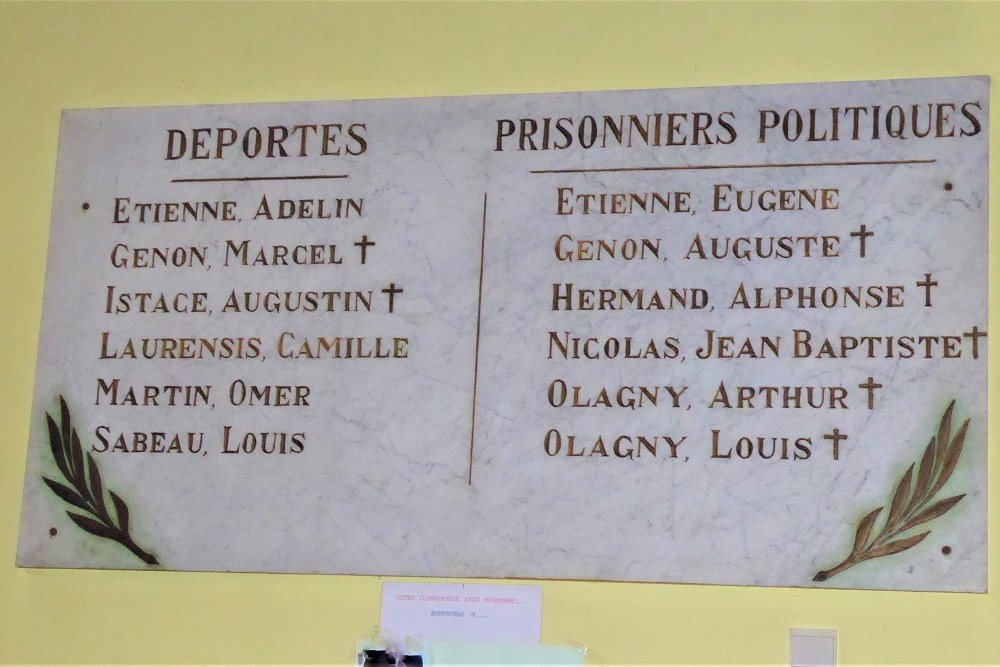 DEPORTES
ETIENNE, ADELIN
GENON, MARCEL ✝
ISTACE, AUGUSTIN ✝
LAURENSIS, CAMILLE
MARTIN, OMER
SABEAU, LOUIS
PRISONNIERS POLITIQUES
ETIENNE, EUGENE
GENON, AUGUSTE ✝
HERMAND, ALPHONSE ✝
NICOLAS, JEAN BAPTISTE ✝
OLAGNY, ARTHUR ✝
OLAGNY, LOUIS ✝
BIENVENUE A.....